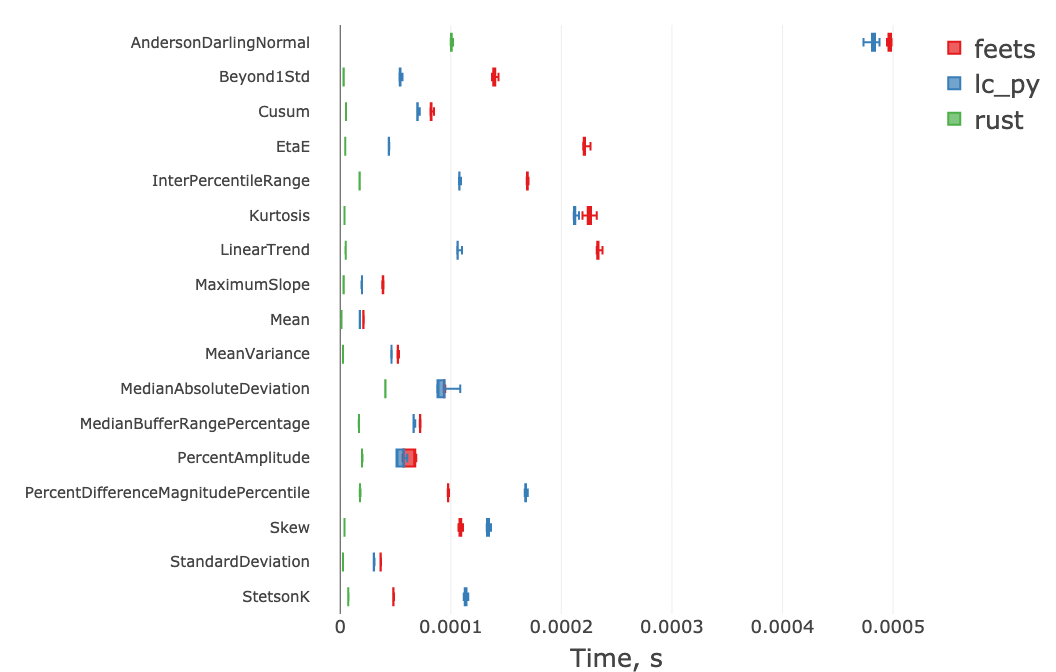 AndersonDarlingNormal
Beyond1Std
Cusum
EtaE
InterPercentileRange
Kurtosis
LinearTrend
MaximumSlope
Mean
MeanVariance
MedianAbsoluteDeviation
MedianBufferRangePercentage
PercentAmplitude
PercentDifferenceMagnitudePercentile
Skew
StandardDeviation
StetsonK
0 0.0001 0.0002 0.0003 0.0004 0.0005
Time, s
feets
lc_py
rust